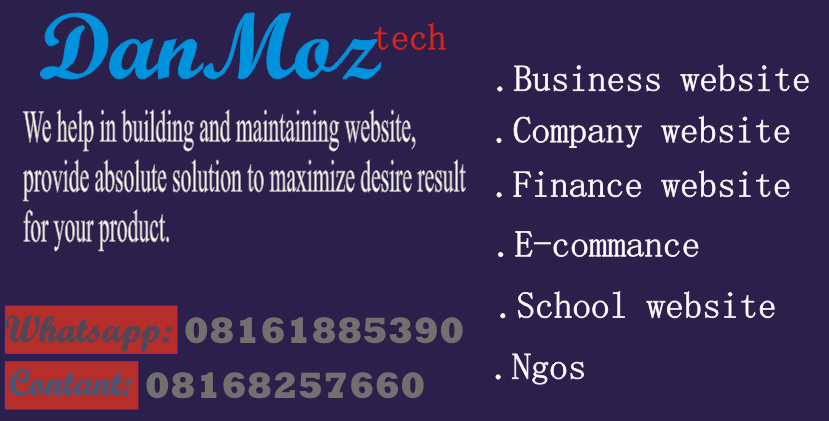 DanMoz tech
We help in building and maintaining website,
provide absolute solution to maximize desire result
for your product.
Whatsapp: 08161885390
Contant: 08168257660
.Business website
.Company website
.Finance website
.E-commance
.School website
.Ngos